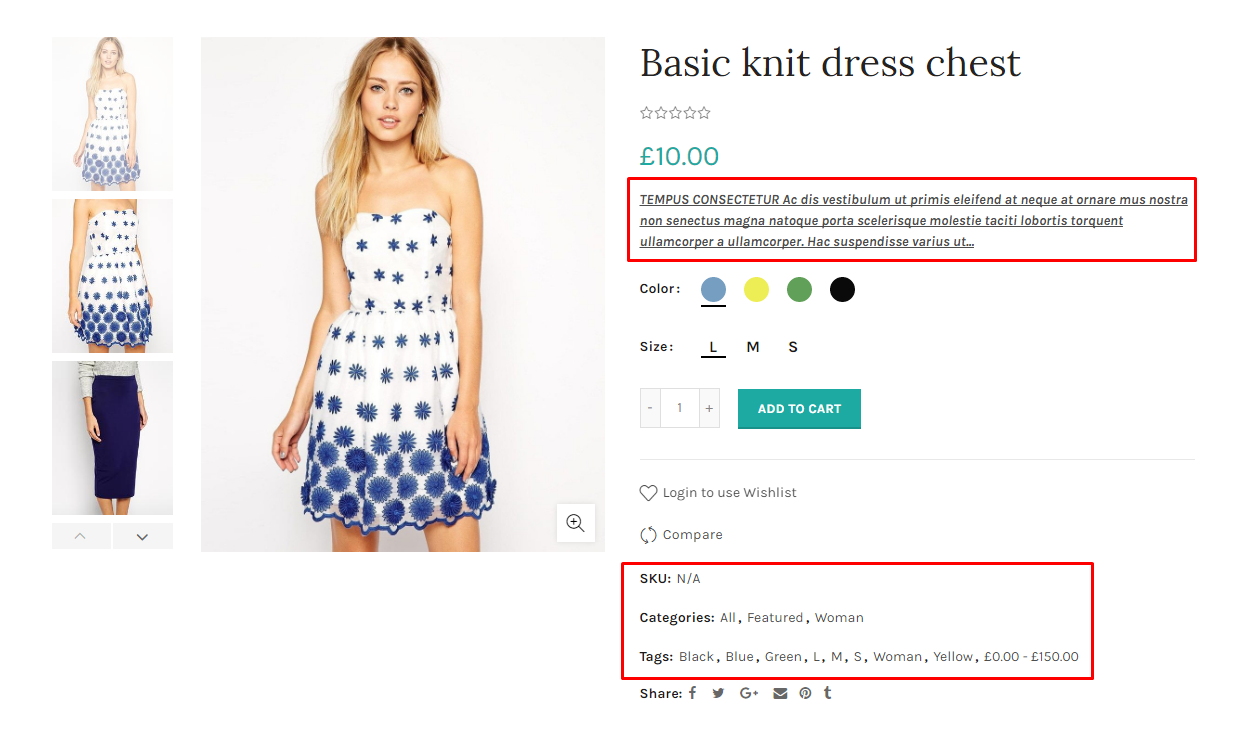 Basic knit dress chest
£10.00
TEMPUS CONSECTETUR Ac dis vestibulum ut primis eleifend at neque at ornare mus nostra
non senectus magna natoque porta scelerisque molestie taciti lobortis torquent
ullamcorper a ullamcorper. Hac suspendisse varius ut...
Color:
Size: L M S
- 1 + ADD TO CART
Login to use Wishlist
Compare
SKU: N/A
Categories: All, Featured, Woman
Tags: Black, Blue, Green, L, M, S, Woman, Yellow, £0.00 - £150.00
Share: